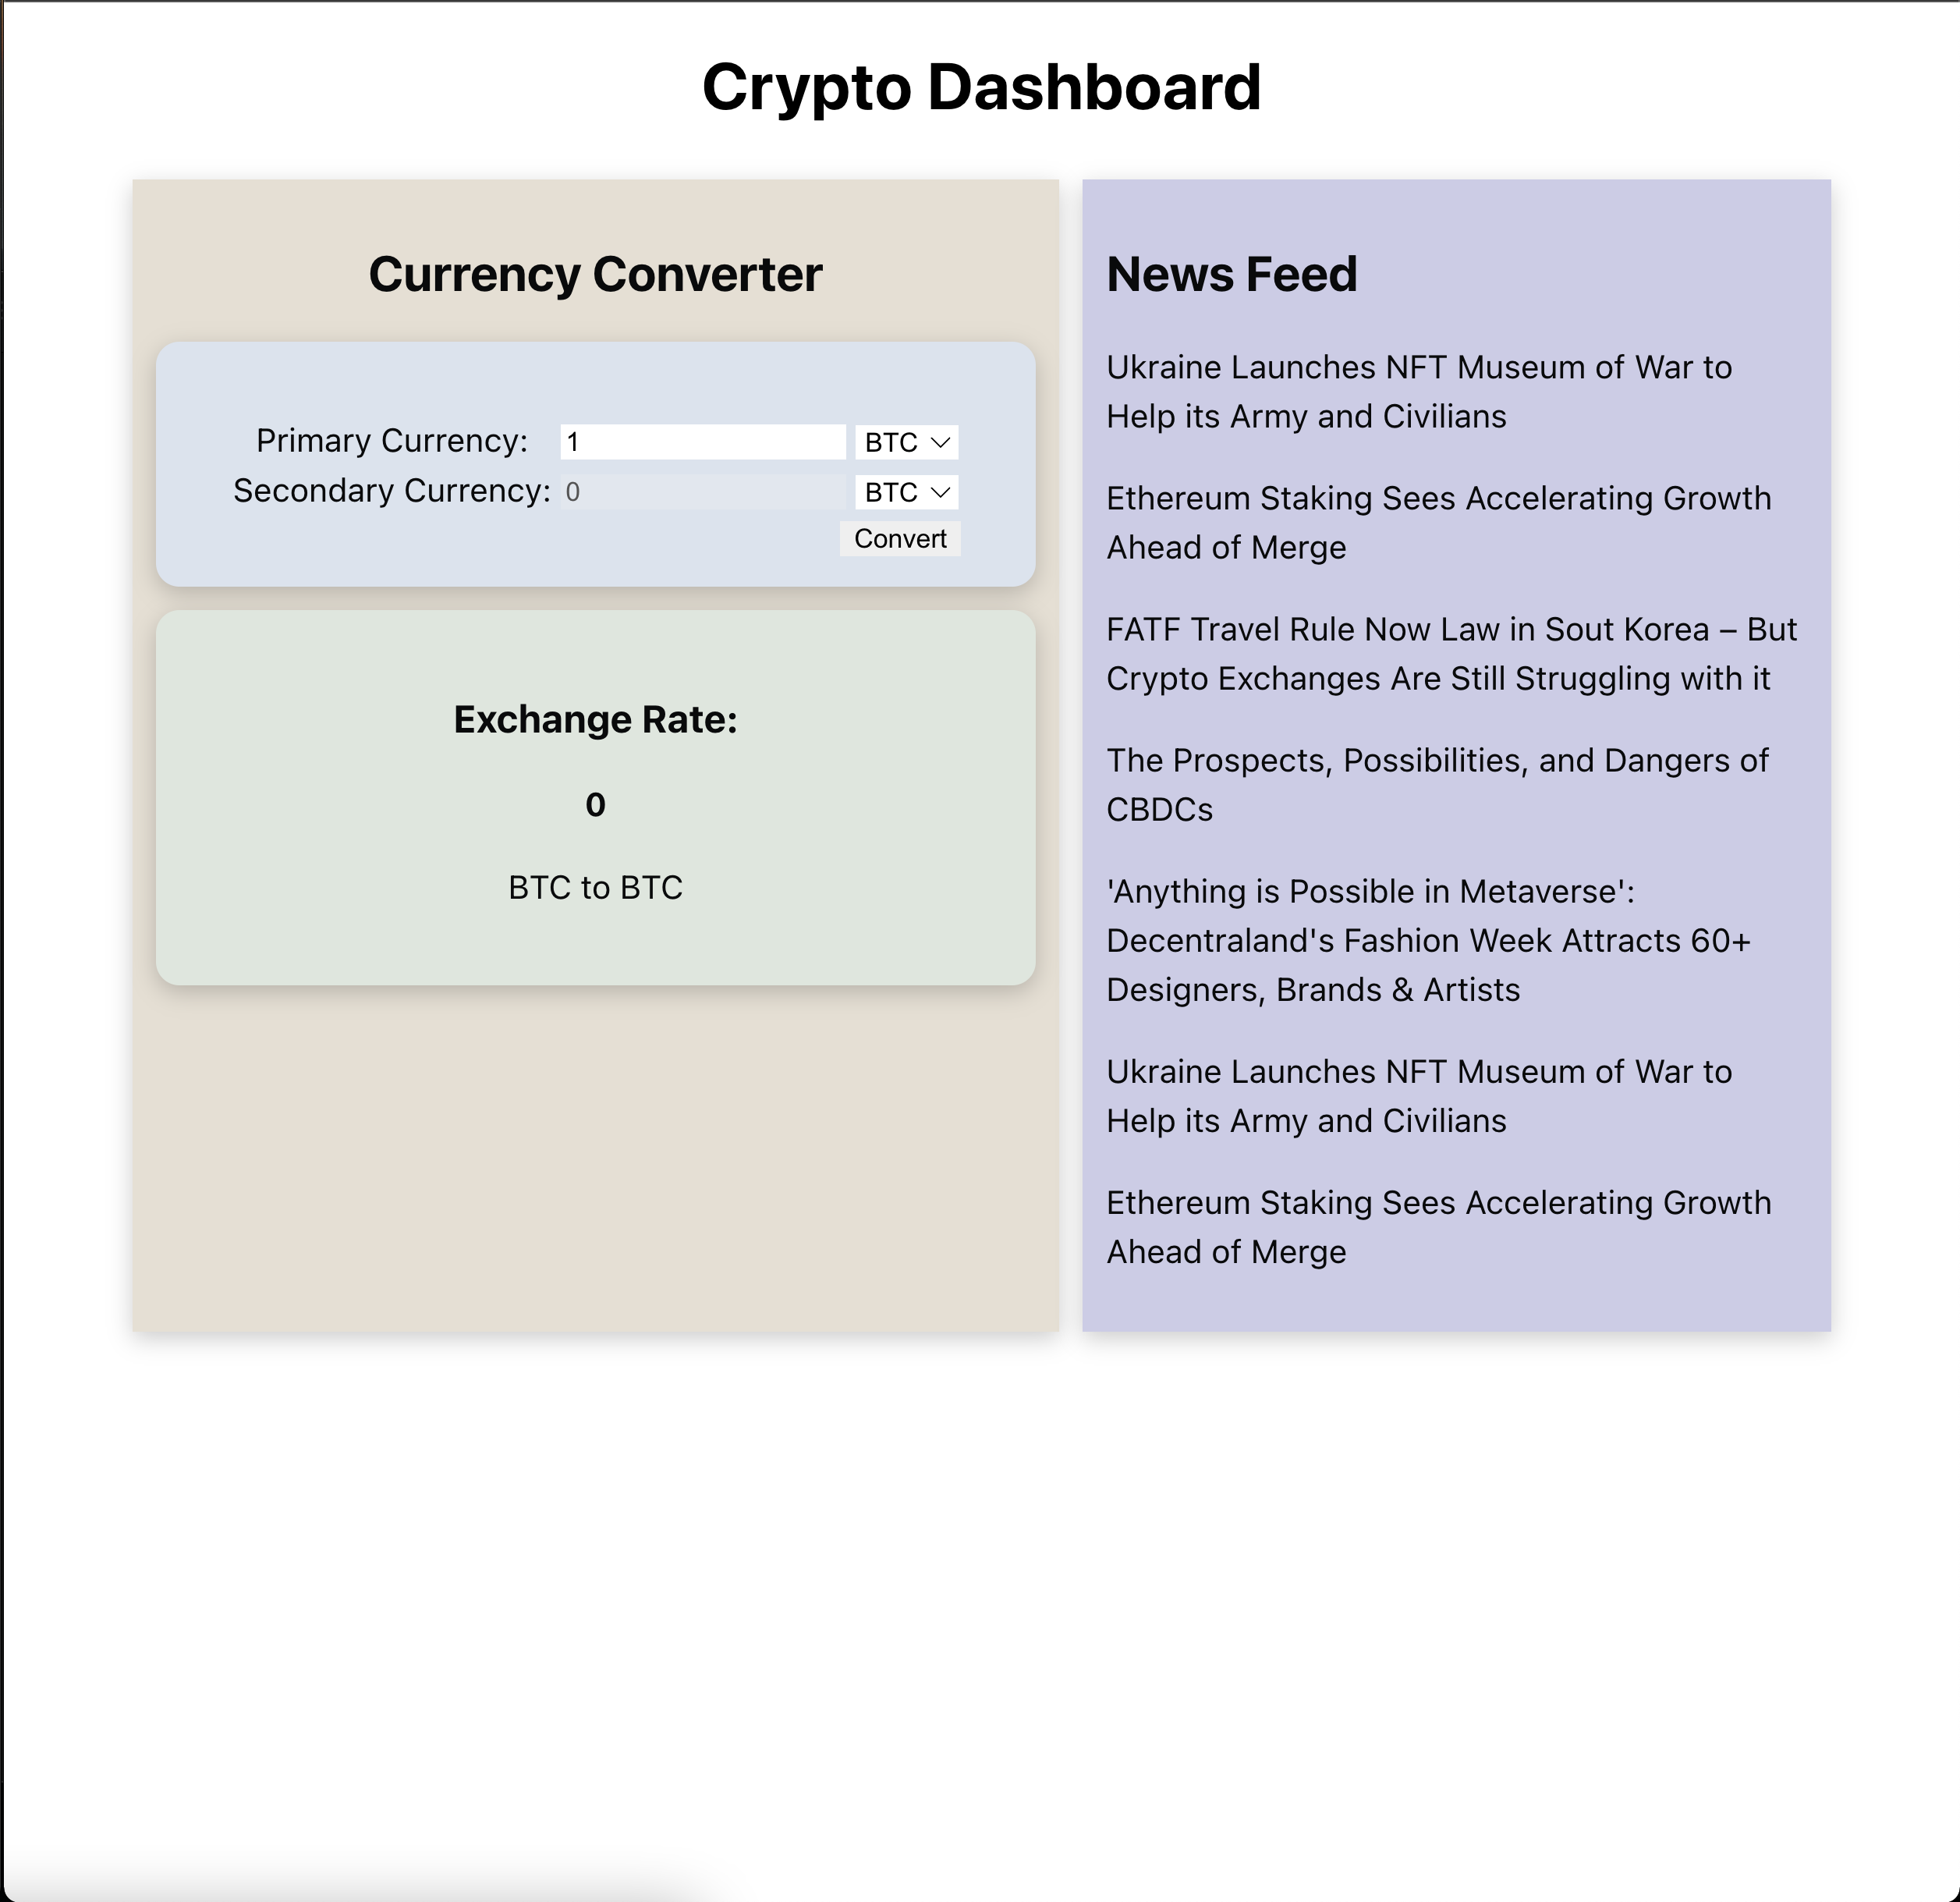 Crypto Dashboard
Currency Converter
Primary Currency: 1 BTC
Secondary Currency: 0 BTC
Convert
Exchange Rate:
0
BTC to BTC
News Feed
Ukraine Launches NFT Museum of War to
Help its Army and Civilians
Ethereum Staking Sees Accelerating Growth
Ahead of Merge
FATF Travel Rule Now Law in Sout Korea – But
Crypto Exchanges Are Still Struggling with it
The Prospects, Possibilities, and Dangers of
CBDCs
'Anything is Possible in Metaverse':
Decentraland's Fashion Week Attracts 60+
Designers, Brands & Artists
Ukraine Launches NFT Museum of War to
Help its Army and Civilians
Ethereum Staking Sees Accelerating Growth
Ahead of Merge